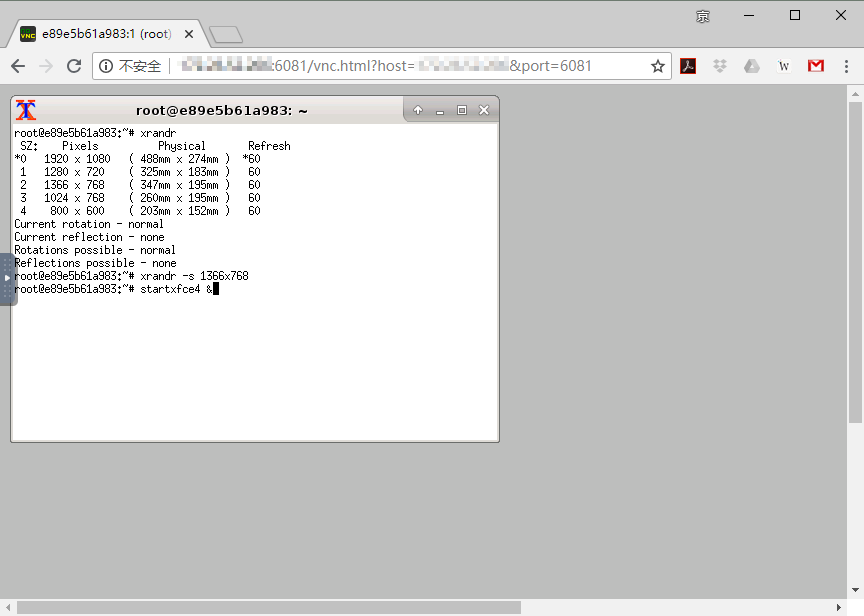 京
VNC
e89e5b61a983:1 (root)
不安全 :6081/vnc.html?host= &port=6081
W
root@e89e5b61a983: ~
root@e89e5b61a983:~# xrandr
SZ: Pixels Physical Refresh
*0 1920 x 1080 ( 488mm x 274mm ) *60
1 1280 x 720 ( 325mm x 183mm ) 60
2 1366 x 768 ( 347mm x 195mm ) 60
3 1024 x 768 ( 260mm x 195mm ) 60
4 800 x 600 ( 203mm x 152mm ) 60
Current rotation - normal
Current reflection - none
Rotations possible - normal
Reflections possible - none
root@e89e5b61a983:~# xrandr -s 1366x768
root@e89e5b61a983:~# startxfce4 &